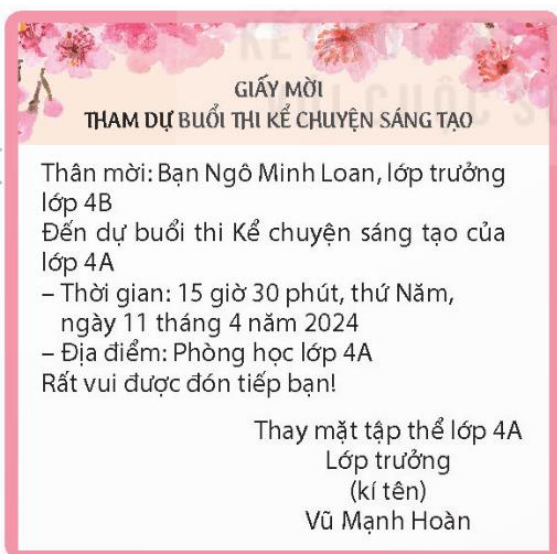 GIẤY MỜI
THAM DỰ BUỔI THI KỂ CHUYỆN SÁNG TẠO
Thân mời: Bạn Ngô Minh Loan, lớp trưởng
lớp 4B
Đến dự buổi thi Kể chuyện sáng tạo của
lớp 4A
– Thời gian: 15 giờ 30 phút, thứ Năm,
ngày 11 tháng 4 năm 2024
– Địa điểm: Phòng học lớp 4A
Rất vui được đón tiếp bạn!
Thay mặt tập thể lớp 4A
Lớp trưởng
(kí tên)
Vũ Mạnh Hoàn